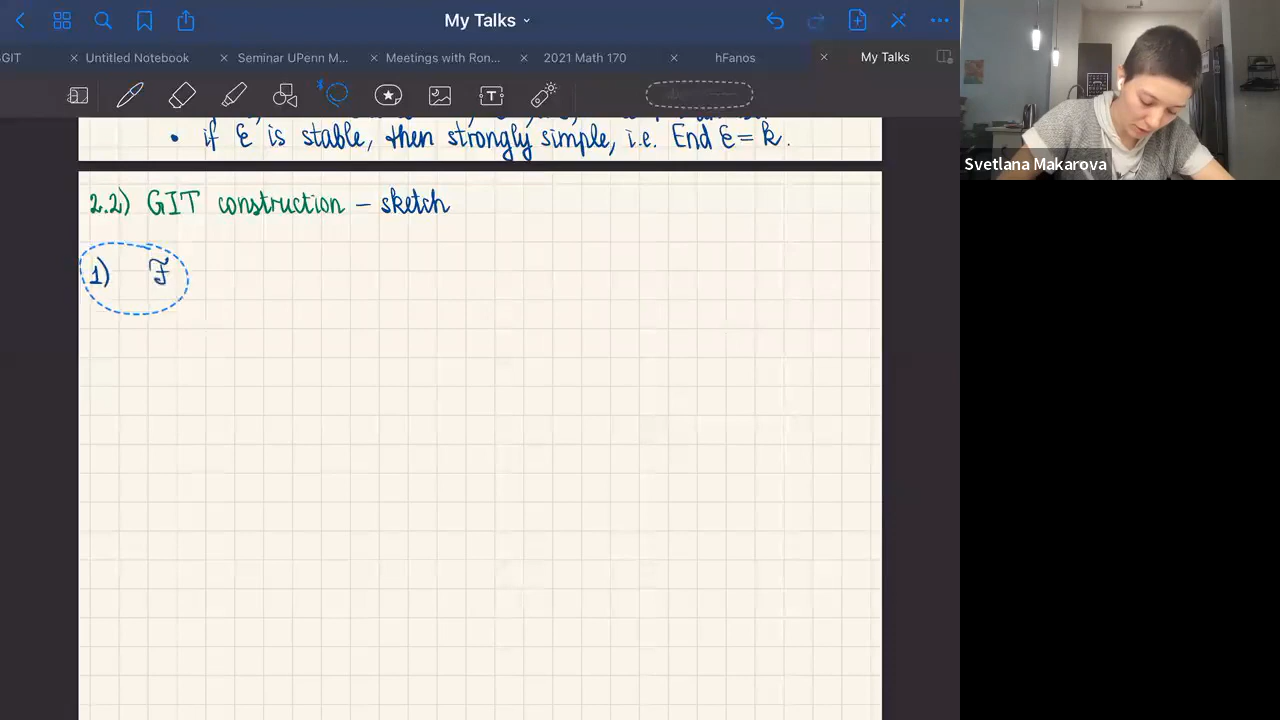 My Talks
GIT
Untitled Notebook
Seminar UPenn M...
Meetings with Ron...
2021 Math 170
hFanos
My Talks
• if ℰ is stable, then strongly simple, i.e. End ℰ = k.
2.2) GIT construction – sketch
1) ℱ
Svetlana Makarova